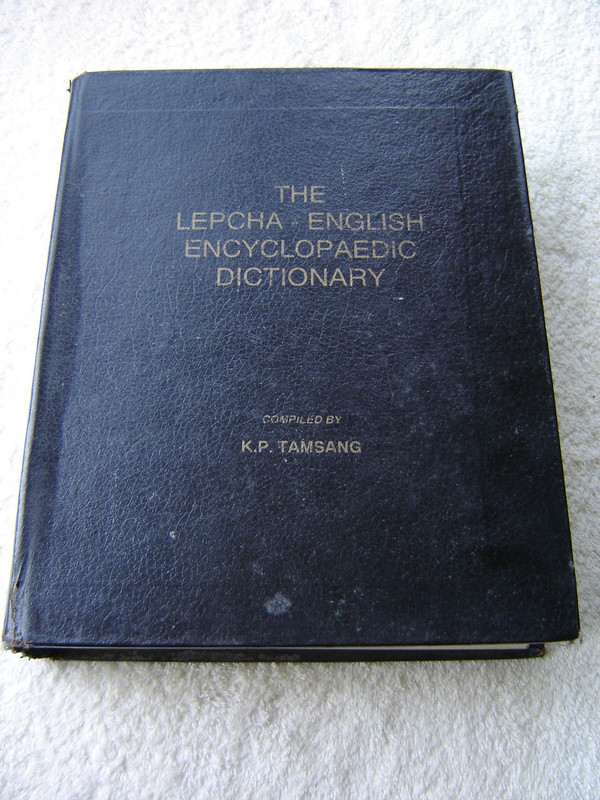 THE
LEPCHA - ENGLISH
ENCYCLOPAEDIC
DICTIONARY
COMPILED BY
K.P. TAMSANG